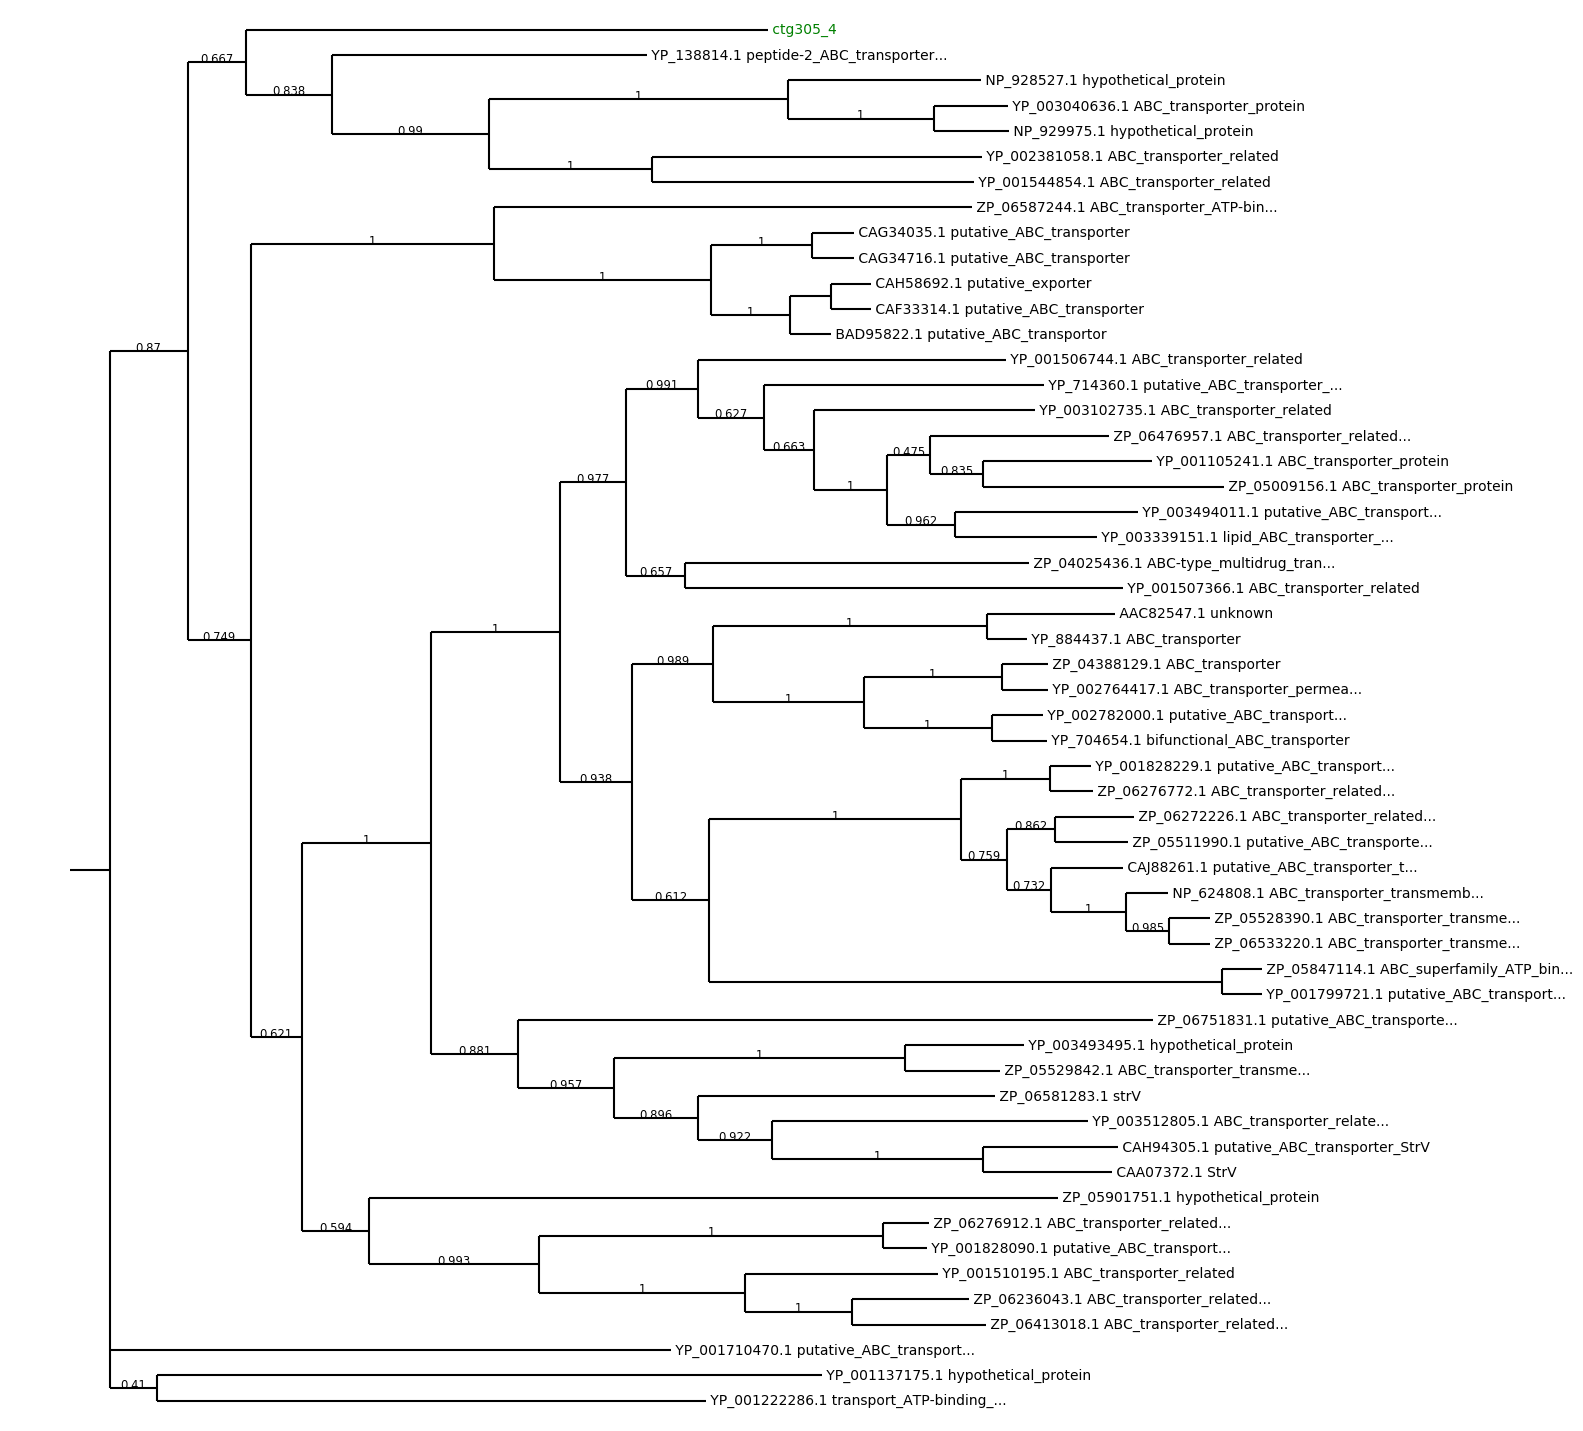 ctg305_4
0.667
YP_138814.1 peptide-2_ABC_transporter...
NP_928527.1 hypothetical_protein
0.838
1
YP_003040636.1 ABC_transporter_protein
1
0.99
NP_929975.1 hypothetical_protein
YP_002381058.1 ABC_transporter_related
1
YP_001544854.1 ABC_transporter_related
ZP_06587244.1 ABC_transporter_ATP-bin...
CAG34035.1 putative_ABC_transporter
1
1
CAG34716.1 putative_ABC_transporter
1
CAH58692.1 putative_exporter
CAF33314.1 putative_ABC_transporter
1
BAD95822.1 putative_ABC_transportor
0.87
YP_001506744.1 ABC_transporter_related
0.991
YP_714360.1 putative_ABC_transporter_...
YP_003102735.1 ABC_transporter_related
0.627
ZP_06476957.1 ABC_transporter_related...
0.663
0.475
YP_001105241.1 ABC_transporter_protein
0.835
0.977
ZP_05009156.1 ABC_transporter_protein
1
YP_003494011.1 putative_ABC_transport...
0.962
YP_003339151.1 lipid_ABC_transporter_...
ZP_04025436.1 ABC-type_multidrug_tran...
0.657
YP_001507366.1 ABC_transporter_related
AAC82547.1 unknown
1
1
0.749
YP_884437.1 ABC_transporter
0.989
ZP_04388129.1 ABC_transporter
1
YP_002764417.1 ABC_transporter_permea...
1
YP_002782000.1 putative_ABC_transport...
1
YP_704654.1 bifunctional_ABC_transporter
YP_001828229.1 putative_ABC_transport...
1
0.938
ZP_06276772.1 ABC_transporter_related...
1
ZP_06272226.1 ABC_transporter_related...
0.862
1
ZP_05511990.1 putative_ABC_transporte...
0.759
CAJ88261.1 putative_ABC_transporter_t...
0.732
NP_624808.1 ABC_transporter_transmemb...
0.612
1
ZP_05528390.1 ABC_transporter_transme...
0.985
ZP_06533220.1 ABC_transporter_transme...
ZP_05847114.1 ABC_superfamily_ATP_bin...
YP_001799721.1 putative_ABC_transport...
ZP_06751831.1 putative_ABC_transporte...
0.621
YP_003493495.1 hypothetical_protein
0.881
1
ZP_05529842.1 ABC_transporter_transme...
0.957
ZP_06581283.1 strV
0.896
YP_003512805.1 ABC_transporter_relate...
0.922
CAH94305.1 putative_ABC_transporter_StrV
1
CAA07372.1 StrV
ZP_05901751.1 hypothetical_protein
ZP_06276912.1 ABC_transporter_related...
0.594
1
YP_001828090.1 putative_ABC_transport...
0.993
YP_001510195.1 ABC_transporter_related
1
ZP_06236043.1 ABC_transporter_related...
1
ZP_06413018.1 ABC_transporter_related...
YP_001710470.1 putative_ABC_transport...
YP_001137175.1 hypothetical_protein
0.41
YP_001222286.1 transport_ATP-binding_...